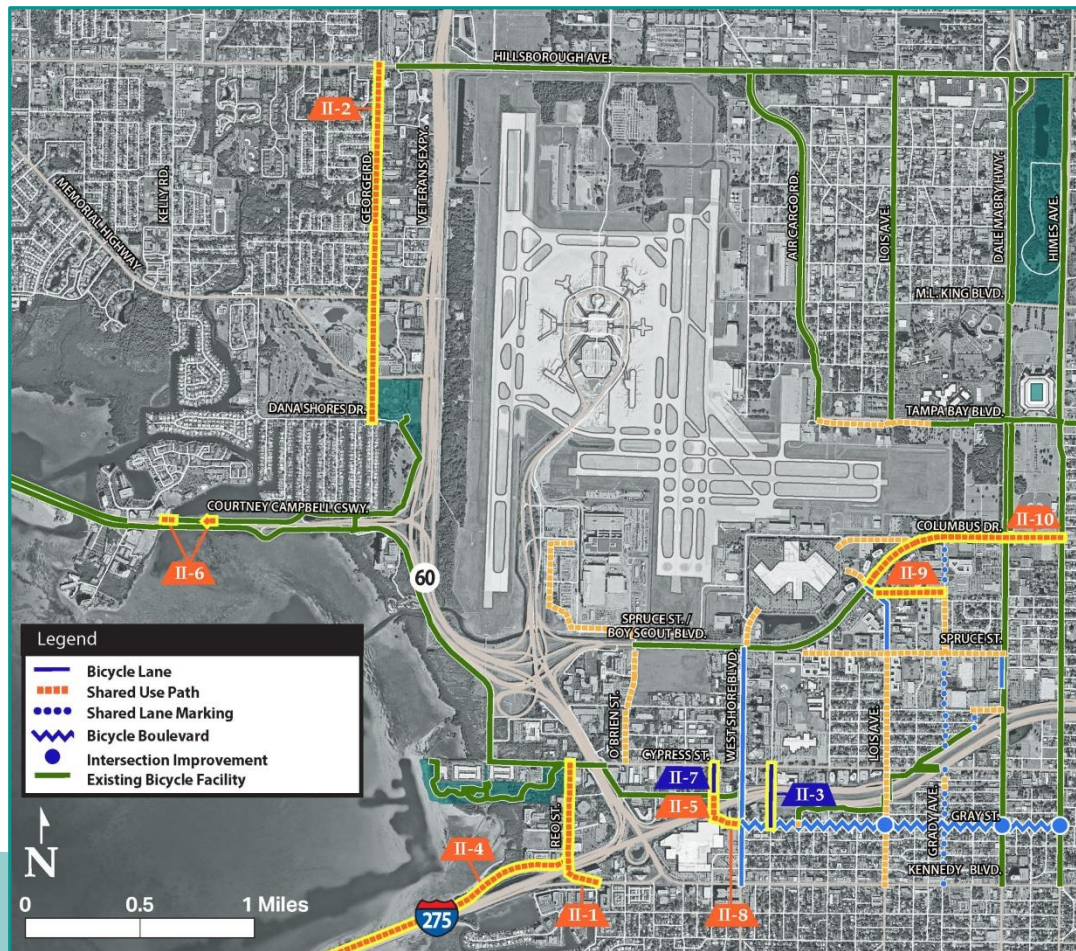 HILLSBOROUGH AVE.
II-2
GEORGE RD.
VETERANS EXPY.
KELLY RD.
MEMORIAL HIGHWAY
AIR CARGO RD.
LOIS AVE.
DALE MABRY HWY.
HIMES AVE.
M.L. KING BLVD.
DANA SHORES DR.
TAMPA BAY BLVD.
COURTNEY CAMPBELL CSWY.
II-6
60
COLUMBUS DR.
II-10
II-9
SPRUCE ST. /
BOY SCOUT BLVD.
SPRUCE ST.
O'BRIEN ST.
WEST SHORE BLVD.
LOIS AVE.
CYPRESS ST.
II-7
II-5
II-3
GRADY AVE.
GRAY ST.
KENNEDY BLVD.
REO ST.
II-4
275
II-1
II-8
Legend
Bicycle Lane
Shared Use Path
Shared Lane Marking
Bicycle Boulevard
Intersection Improvement
Existing Bicycle Facility
N
0 0.5 1 Miles